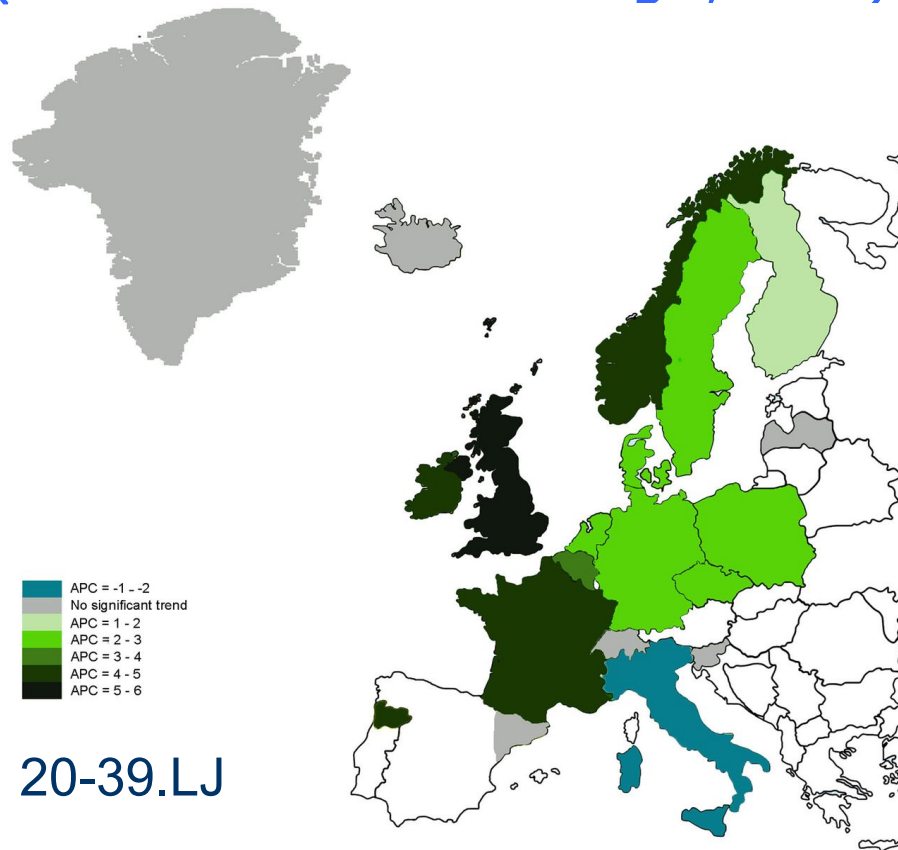 APC = -1 - -2
No significant trend
APC = 1 - 2
APC = 2 - 3
APC = 3 - 4
APC = 4 - 5
APC = 5 - 6
20-39.LJ